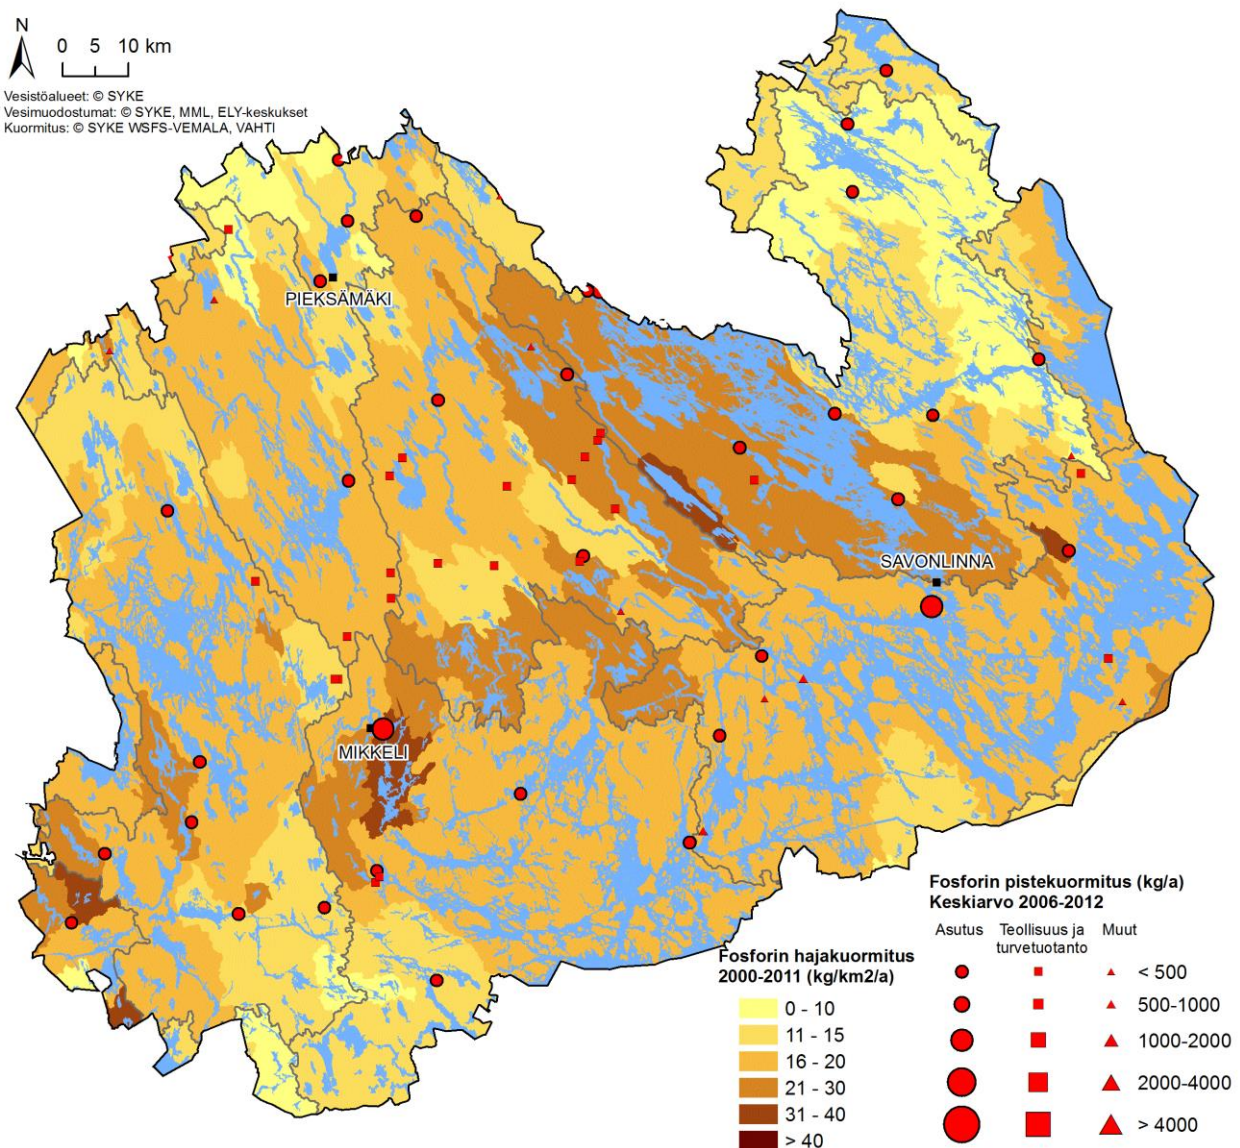 N
0 5 10 km
Vesistöalueet: © SYKE
Vesimuodostumat: © SYKE, MML, ELY-keskukset
Kuormitus: © SYKE WSFS-VEMALA, VAHTI
PIEKSÄMÄKI
SAVONLINNA
MIKKELI
Fosforin hajakuormitus
2000-2011 (kg/km2/a)
0 - 10
11 - 15
16 - 20
21 - 30
31 - 40
> 40
Fosforin pistekuormitus (kg/a)
Keskiarvo 2006-2012
Asutus Teollisuus ja turvetuotanto Muut
< 500
500-1000
1000-2000
2000-4000
> 4000